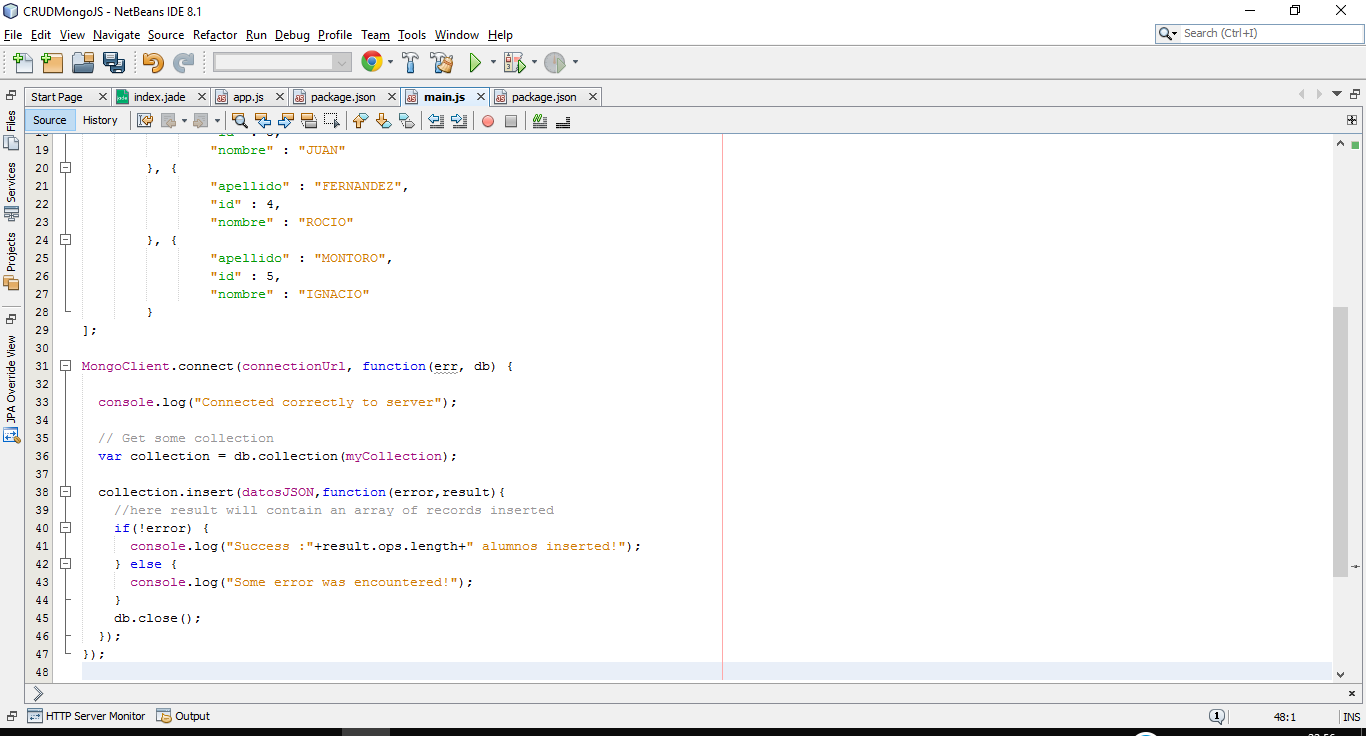 CRUDMongoJS - NetBeans IDE 8.1
File Edit View Navigate Source Refactor Run Debug Profile Team Tools Window Help
Search (Ctrl+I)
Start Page index.jade app.js package.json main.js package.json
Source History
Files
Services
Projects
JPA Override View
19 "nombre" : "JUAN"
20 }, {
21 "apellido" : "FERNANDEZ",
22 "id" : 4,
23 "nombre" : "ROCIO"
24 }, {
25 "apellido" : "MONTORO",
26 "id" : 5,
27 "nombre" : "IGNACIO"
28 }
29 ];
30
31 MongoClient.connect(connectionUrl, function(err, db) {
32
33 console.log("Connected correctly to server");
34
35 // Get some collection
36 var collection = db.collection(myCollection);
37
38 collection.insert(datosJSON,function(error,result){
39 //here result will contain an array of records inserted
40 if(!error) {
41 console.log("Success :"+result.ops.length+" alumnos inserted!");
42 } else {
43 console.log("Some error was encountered!");
44 }
45 db.close();
46 });
47 });
48
HTTP Server Monitor Output
1 48:1 INS